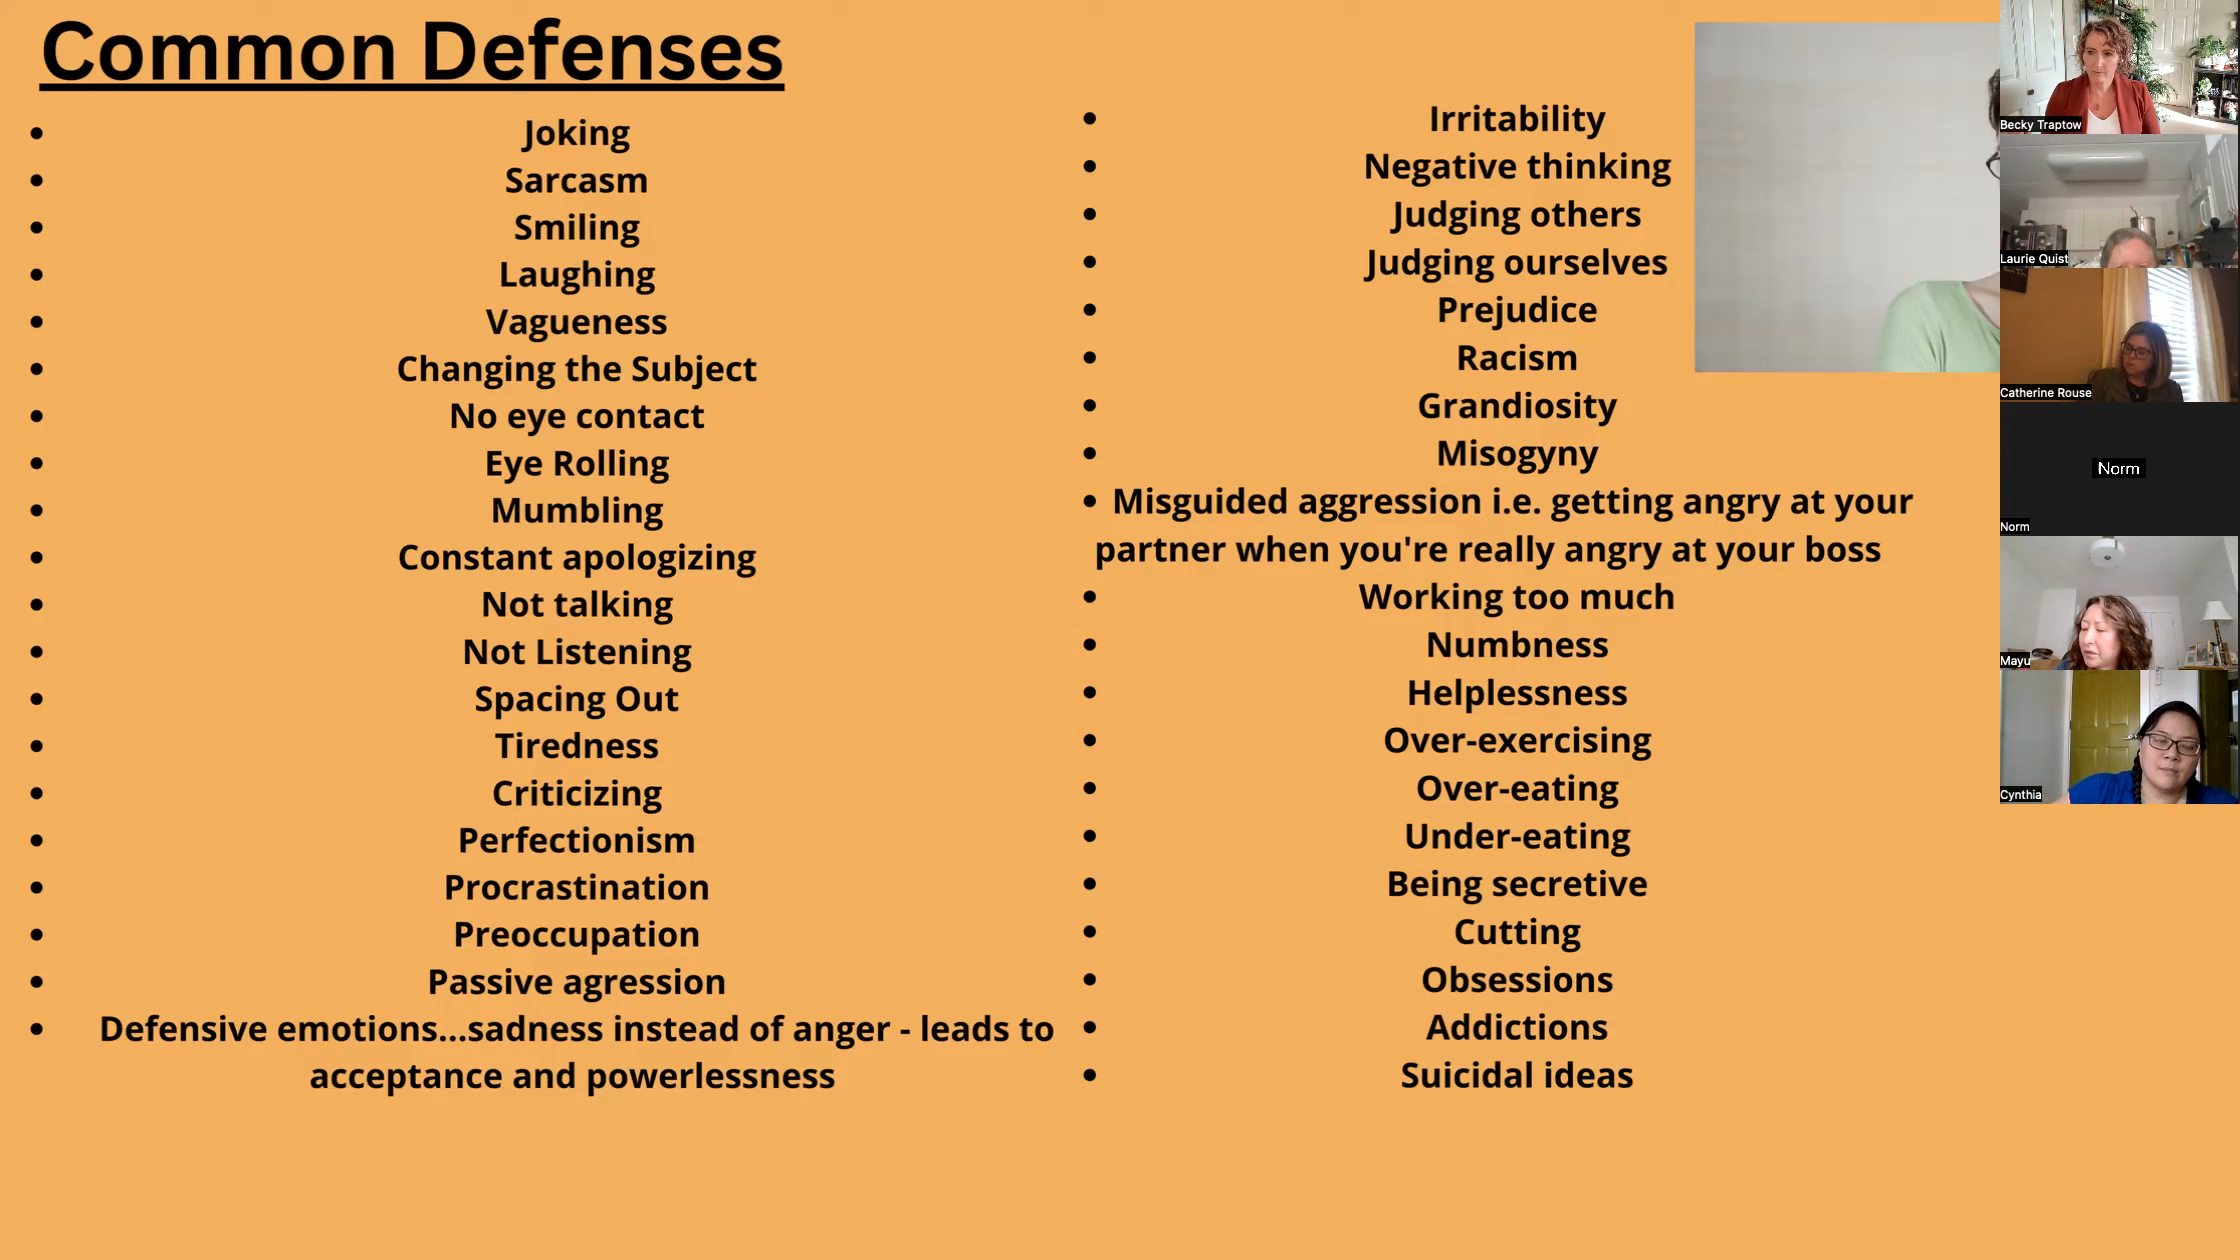 Common Defenses
• Joking
• Sarcasm
• Smiling
• Laughing
• Vagueness
• Changing the Subject
• No eye contact
• Eye Rolling
• Mumbling
• Constant apologizing
• Not talking
• Not Listening
• Spacing Out
• Tiredness
• Criticizing
• Perfectionism
• Procrastination
• Preoccupation
• Passive agression
• Defensive emotions...sadness instead of anger - leads to
acceptance and powerlessness
• Irritability
• Negative thinking
• Judging others
• Judging ourselves
• Prejudice
• Racism
• Grandiosity
• Misogyny
• Misguided aggression i.e. getting angry at your
partner when you're really angry at your boss
• Working too much
• Numbness
• Helplessness
• Over-exercising
• Over-eating
• Under-eating
• Being secretive
• Cutting
• Obsessions
• Addictions
• Suicidal ideas
Becky Traptow
Laurie Quist
Catherine Rouse
Norm
Norm
Mayu
Cynthia